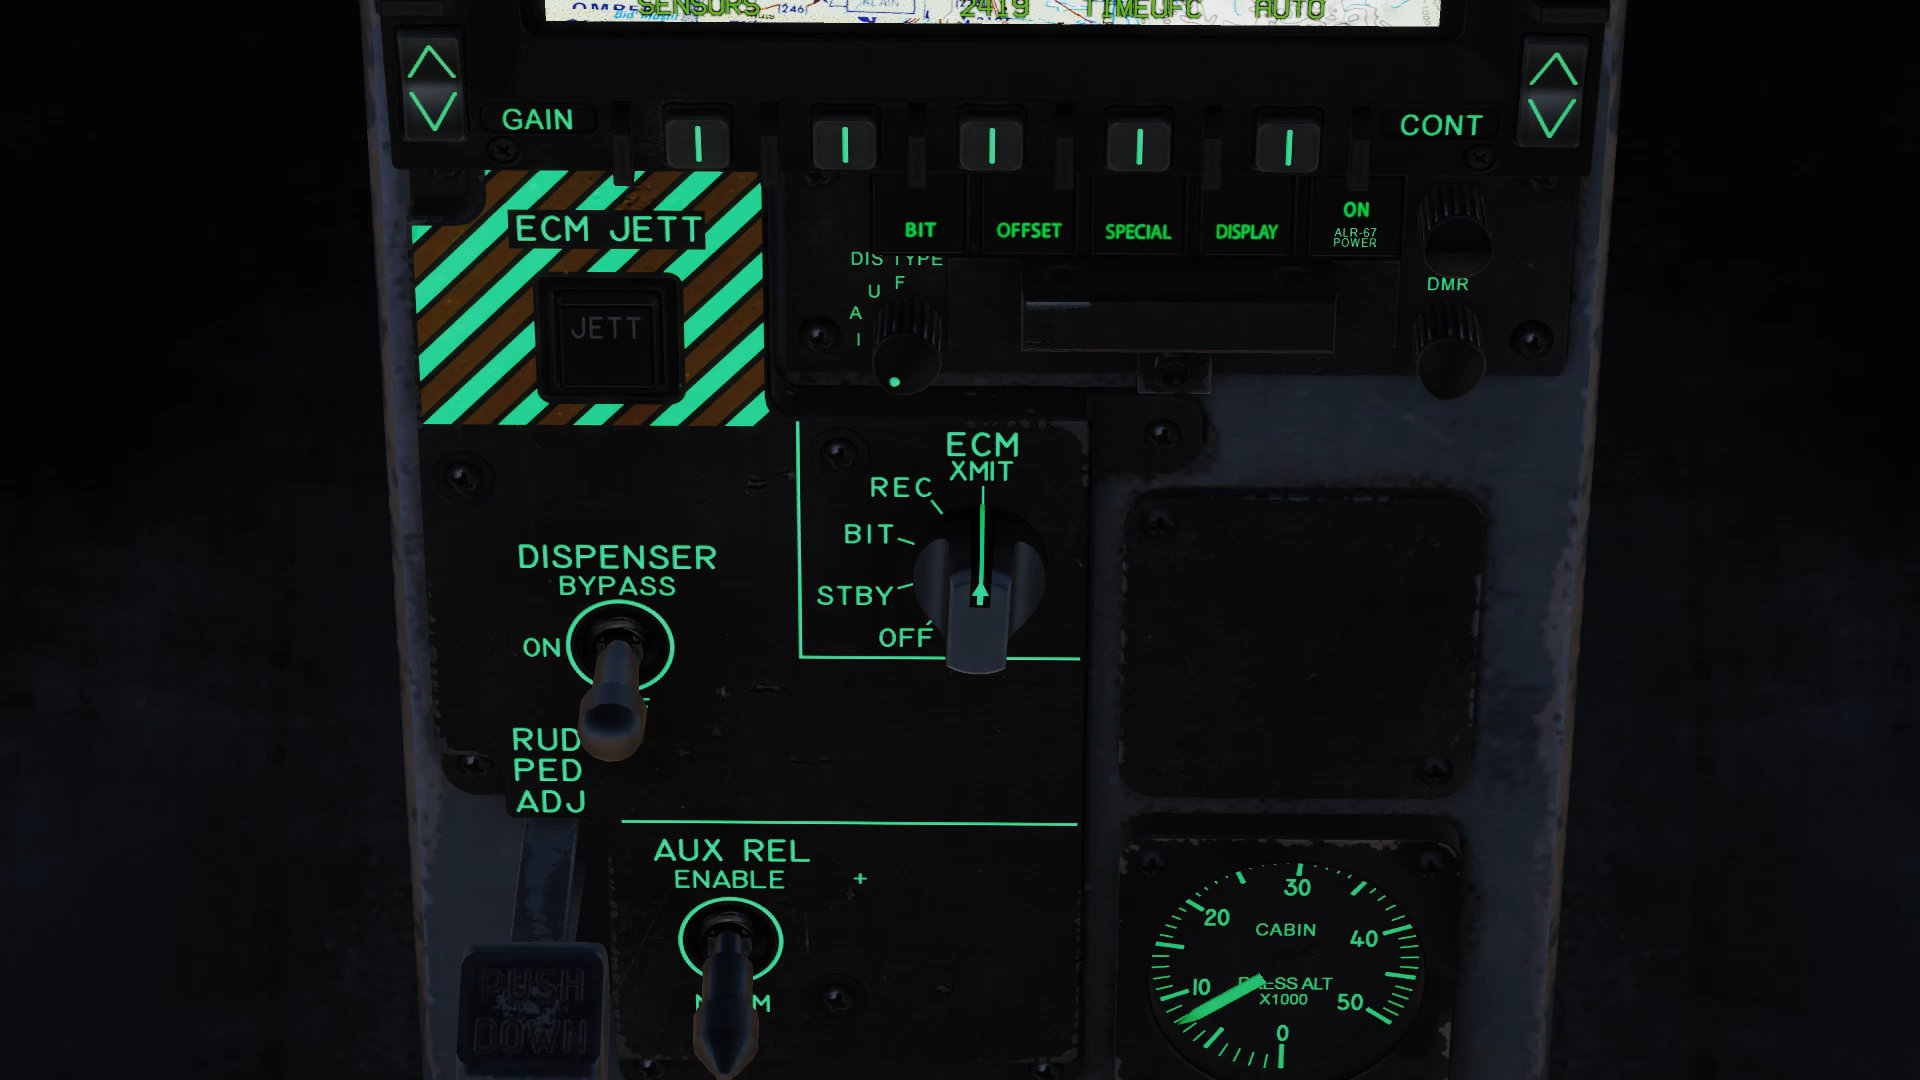 SENSORS 2419 TIMEUFC AUTO
GAIN
CONT
ECM JETT
JETT
BIT
OFFSET
SPECIAL
DISPLAY
ON
ALR-67
POWER
DIS TYPE
F
U
A
I
DMR
ECM
XMIT
REC
BIT
STBY
OFF
DISPENSER
BYPASS
ON
RUD
PED
ADJ
AUX REL
ENABLE +
PUSH
DOWN
30
20
CABIN
40
10
X1000
50
0